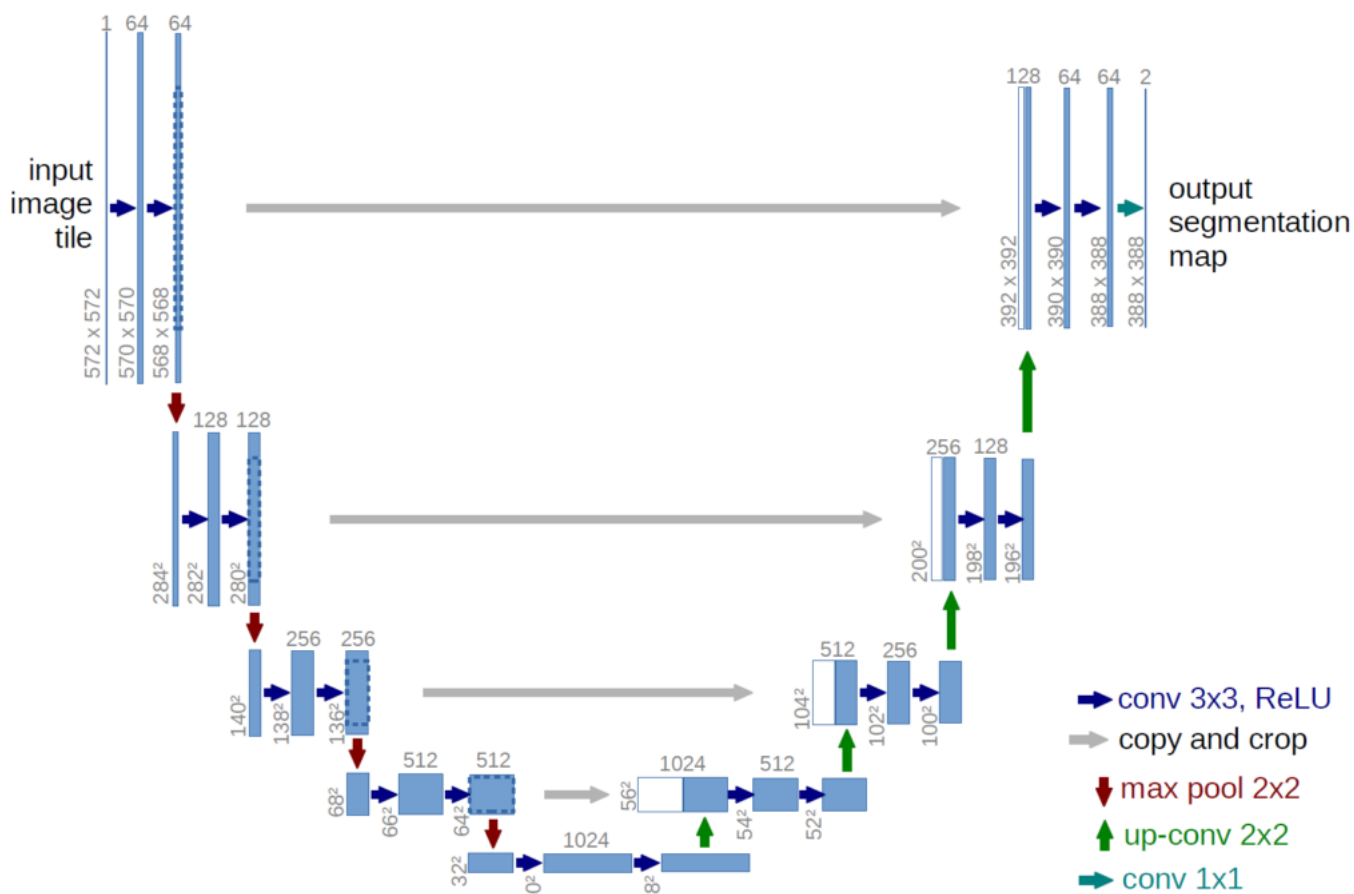 1 64 64
input
image
tile
572 x 572
570 x 570
568 x 568
128 64 64 2
output
segmentation
map
392 x 392
390 x 390
388 x 388
388 x 388
128 128
284²
282²
280²
256 128
200²
198²
196²
256 256
140²
138²
136²
512 256
104²
102²
100²
512 512
68²
66²
64²
1024 512
56²
54²
52²
1024
32²
0²
8²
conv 3x3, ReLU
copy and crop
max pool 2x2
up-conv 2x2
conv 1x1